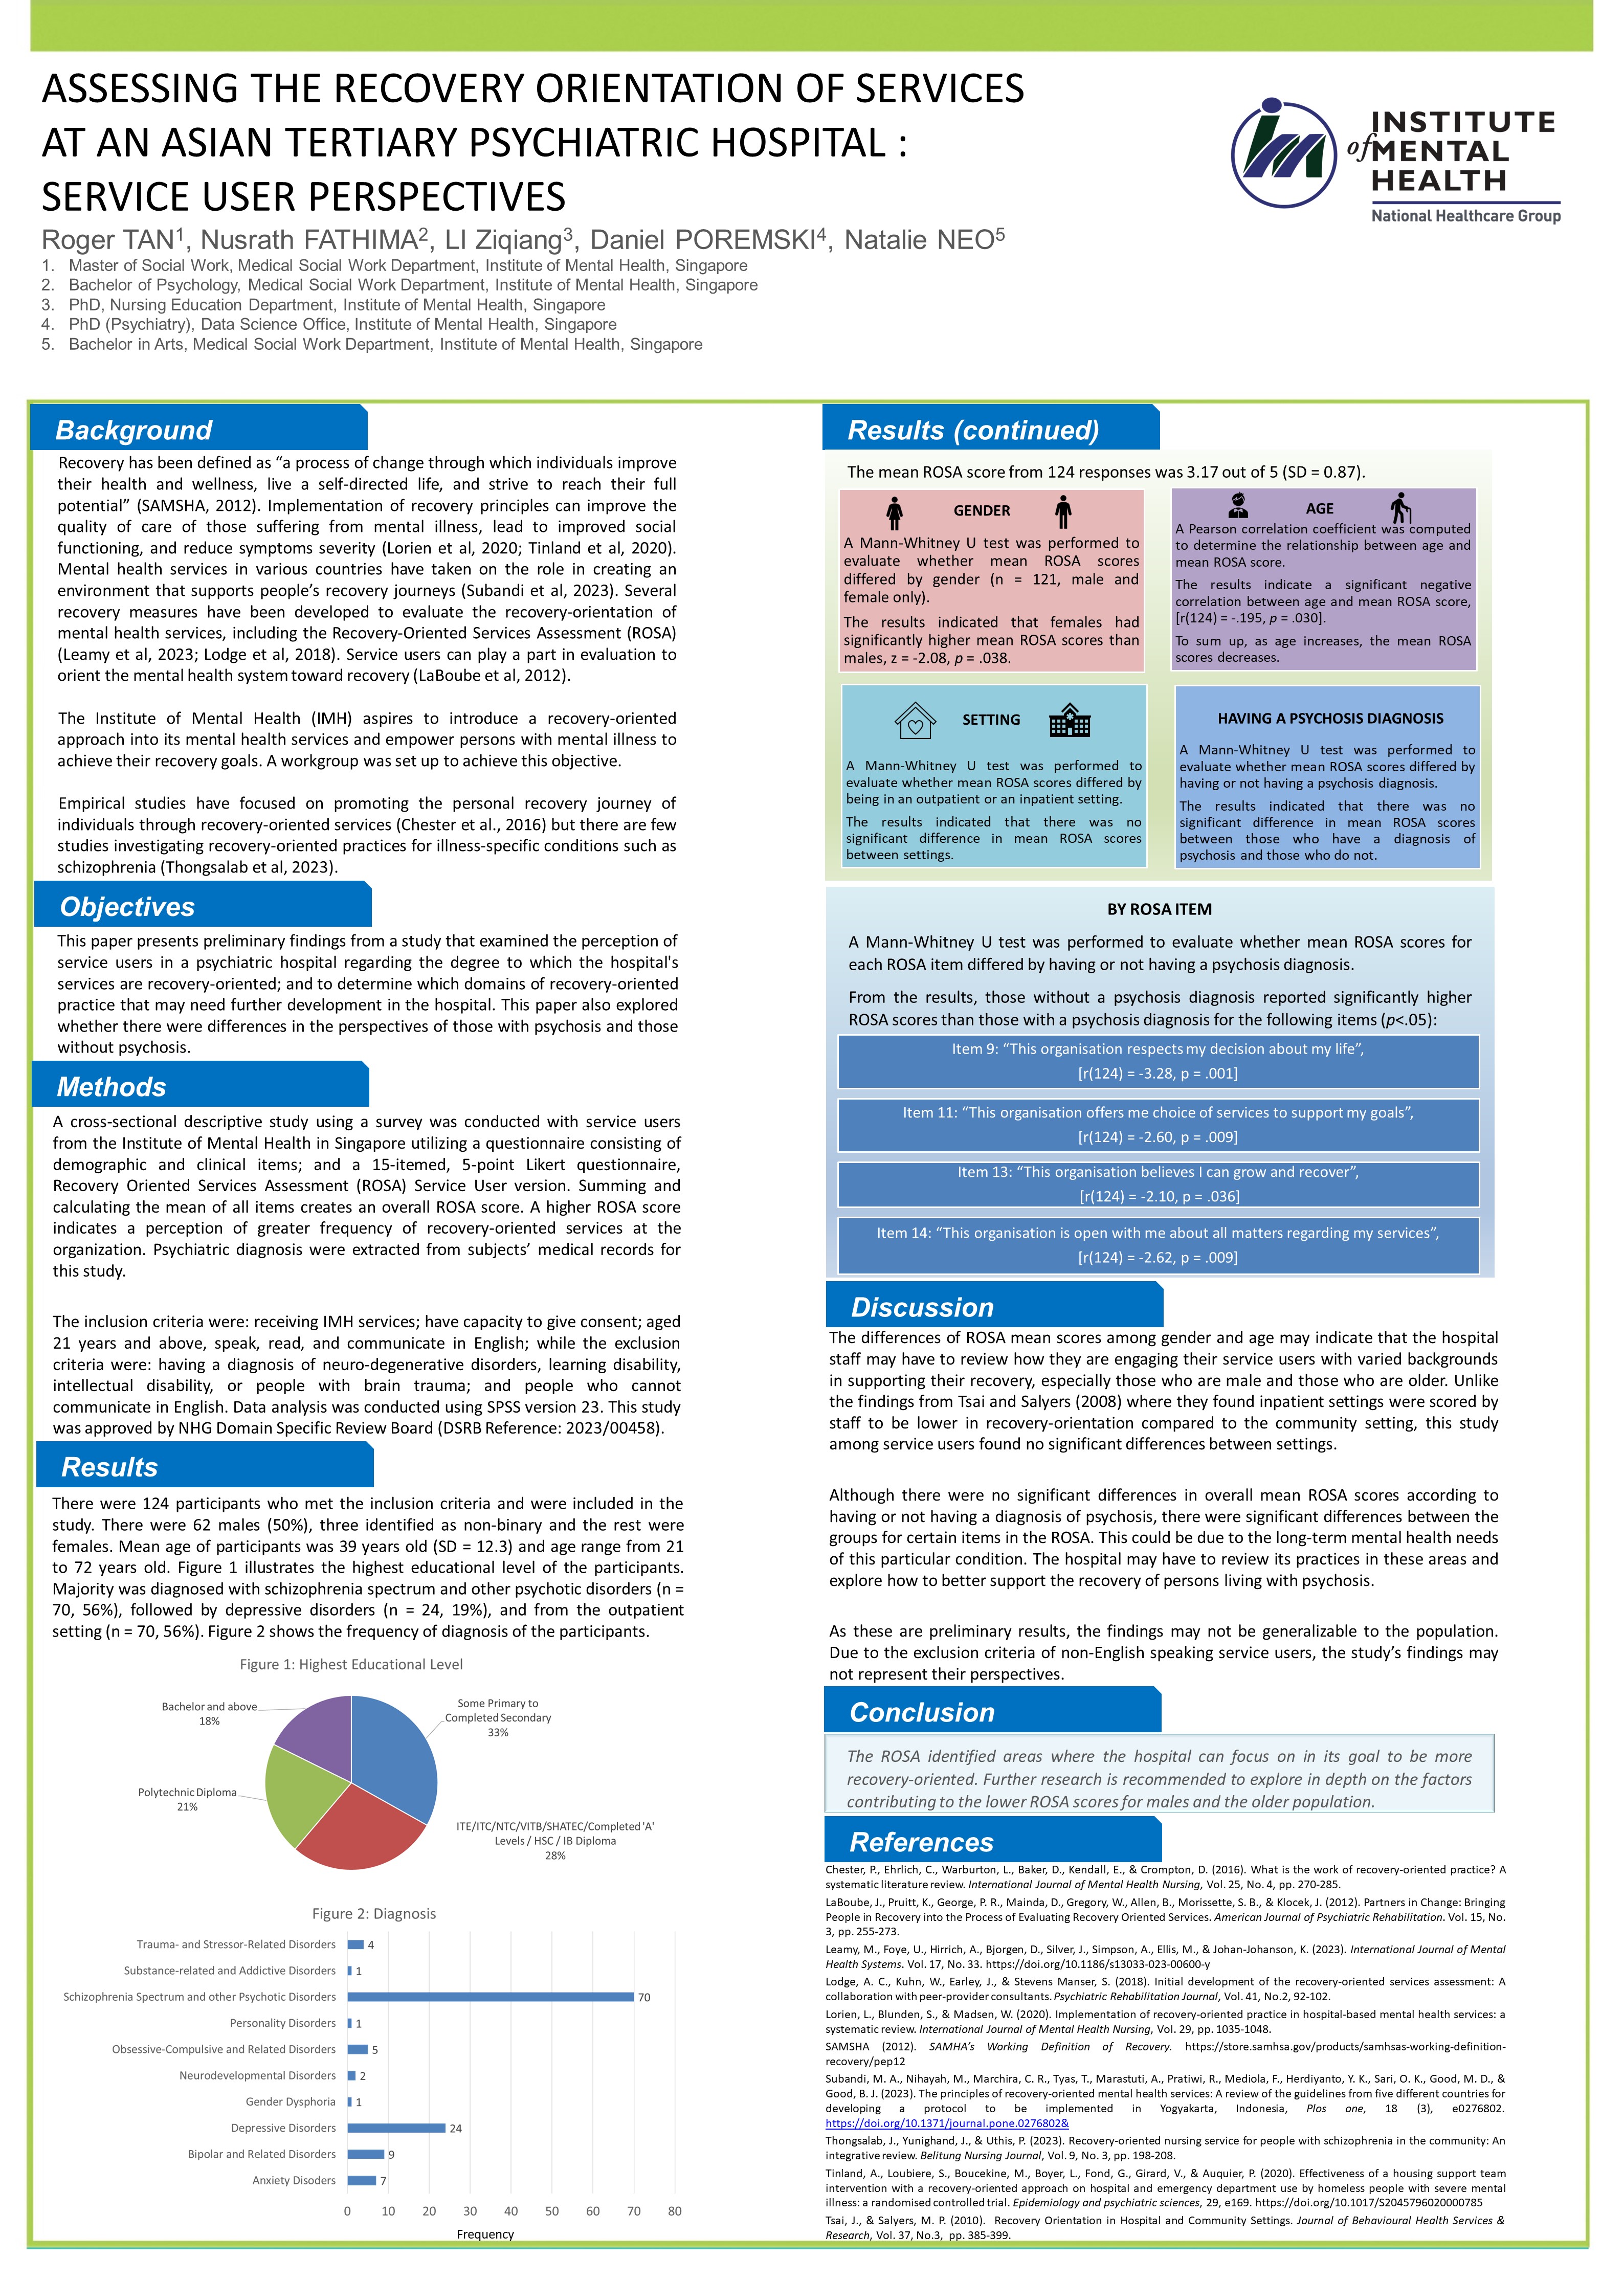 ASSESSING THE RECOVERY ORIENTATION OF SERVICES
AT AN ASIAN TERTIARY PSYCHIATRIC HOSPITAL :
SERVICE USER PERSPECTIVES
Roger TAN1, Nusrath FATHIMA2, LI Ziqiang3, Daniel POREMSKI4, Natalie NEO5
1. Master of Social Work, Medical Social Work Department, Institute of Mental Health, Singapore
2. Bachelor of Psychology, Medical Social Work Department, Institute of Mental Health, Singapore
3. PhD, Nursing Education Department, Institute of Mental Health, Singapore
4. PhD (Psychiatry), Data Science Office, Institute of Mental Health, Singapore
5. Bachelor in Arts, Medical Social Work Department, Institute of Mental Health, Singapore
INSTITUTE
of MENTAL
HEALTH
National Healthcare Group
Background
Recovery has been defined as “a process of change through which individuals improve
their health and wellness, live a self-directed life, and strive to reach their full
potential” (SAMSHA, 2012). Implementation of recovery principles can improve the
quality of care of those suffering from mental illness, lead to improved social
functioning, and reduce symptoms severity (Lorien et al, 2020; Tinland et al, 2020).
Mental health services in various countries have taken on the role in creating an
environment that supports people’s recovery journeys (Subandi et al, 2023). Several
recovery measures have been developed to evaluate the recovery-orientation of
mental health services, including the Recovery-Oriented Services Assessment (ROSA)
(Leamy et al, 2023; Lodge et al, 2018). Service users can play a part in evaluation to
orient the mental health system toward recovery (LaBoube et al, 2012).
The Institute of Mental Health (IMH) aspires to introduce a recovery-oriented
approach into its mental health services and empower persons with mental illness to
achieve their recovery goals. A workgroup was set up to achieve this objective.
Empirical studies have focused on promoting the personal recovery journey of
individuals through recovery-oriented services (Chester et al., 2016) but there are few
studies investigating recovery-oriented practices for illness-specific conditions such as
schizophrenia (Thongsalab et al, 2023).
Objectives
This paper presents preliminary findings from a study that examined the perception of
service users in a psychiatric hospital regarding the degree to which the hospital's
services are recovery-oriented; and to determine which domains of recovery-oriented
practice that may need further development in the hospital. This paper also explored
whether there were differences in the perspectives of those with psychosis and those
without psychosis.
Methods
A cross-sectional descriptive study using a survey was conducted with service users
from the Institute of Mental Health in Singapore utilizing a questionnaire consisting of
demographic and clinical items; and a 15-itemed, 5-point Likert questionnaire,
Recovery Oriented Services Assessment (ROSA) Service User version. Summing and
calculating the mean of all items creates an overall ROSA score. A higher ROSA score
indicates a perception of greater frequency of recovery-oriented services at the
organization. Psychiatric diagnosis were extracted from subjects’ medical records for
this study.
The inclusion criteria were: receiving IMH services; have capacity to give consent; aged
21 years and above, speak, read, and communicate in English; while the exclusion
criteria were: having a diagnosis of neuro-degenerative disorders, learning disability,
intellectual disability, or people with brain trauma; and people who cannot
communicate in English. Data analysis was conducted using SPSS version 23. This study
was approved by NHG Domain Specific Review Board (DSRB Reference: 2023/00458).
Results
There were 124 participants who met the inclusion criteria and were included in the
study. There were 62 males (50%), three identified as non-binary and the rest were
females. Mean age of participants was 39 years old (SD = 12.3) and age range from 21
to 72 years old. Figure 1 illustrates the highest educational level of the participants.
Majority was diagnosed with schizophrenia spectrum and other psychotic disorders (n =
70, 56%), followed by depressive disorders (n = 24, 19%), and from the outpatient
setting (n = 70, 56%). Figure 2 shows the frequency of diagnosis of the participants.
Figure 1: Highest Educational Level
Bachelor and above
18%
Some Primary to
Completed Secondary
33%
Polytechnic Diploma
21%
ITE/ITC/NTC/VITB/SHATEC/Completed 'A'
Levels / HSC / IB Diploma
28%
Figure 2: Diagnosis
Trauma- and Stressor-Related Disorders 4
Substance-related and Addictive Disorders 1
Schizophrenia Spectrum and other Psychotic Disorders 70
Personality Disorders 1
Obsessive-Compulsive and Related Disorders 5
Neurodevelopmental Disorders 2
Gender Dysphoria 1
Depressive Disorders 24
Bipolar and Related Disorders 9
Anxiety Disoders 7
0 10 20 30 40 50 60 70 80
Frequency
Results (continued)
The mean ROSA score from 124 responses was 3.17 out of 5 (SD = 0.87).
GENDER
A Mann-Whitney U test was performed to
evaluate whether mean ROSA scores
differed by gender (n = 121, male and
female only).
The results indicated that females had
significantly higher mean ROSA scores than
males, z = -2.08, p = .038.
AGE
A Pearson correlation coefficient was computed
to determine the relationship between age and
mean ROSA score.
The results indicate a significant negative
correlation between age and mean ROSA score,
[r(124) = -.195, p = .030].
To sum up, as age increases, the mean ROSA
scores decreases.
SETTING
A Mann-Whitney U test was performed to
evaluate whether mean ROSA scores differed by
being in an outpatient or an inpatient setting.
The results indicated that there was no
significant difference in mean ROSA scores
between settings.
HAVING A PSYCHOSIS DIAGNOSIS
A Mann-Whitney U test was performed to
evaluate whether mean ROSA scores differed by
having or not having a psychosis diagnosis.
The results indicated that there was no
significant difference in mean ROSA scores
between those who have a diagnosis of
psychosis and those who do not.
BY ROSA ITEM
A Mann-Whitney U test was performed to evaluate whether mean ROSA scores for
each ROSA item differed by having or not having a psychosis diagnosis.
From the results, those without a psychosis diagnosis reported significantly higher
ROSA scores than those with a psychosis diagnosis for the following items (p<.05):
Item 9: “This organisation respects my decision about my life”,
[r(124) = -3.28, p = .001]
Item 11: “This organisation offers me choice of services to support my goals”,
[r(124) = -2.60, p = .009]
Item 13: “This organisation believes I can grow and recover”,
[r(124) = -2.10, p = .036]
Item 14: “This organisation is open with me about all matters regarding my services”,
[r(124) = -2.62, p = .009]
Discussion
The differences of ROSA mean scores among gender and age may indicate that the hospital
staff may have to review how they are engaging their service users with varied backgrounds
in supporting their recovery, especially those who are male and those who are older. Unlike
the findings from Tsai and Salyers (2008) where they found inpatient settings were scored by
staff to be lower in recovery-orientation compared to the community setting, this study
among service users found no significant differences between settings.
Although there were no significant differences in overall mean ROSA scores according to
having or not having a diagnosis of psychosis, there were significant differences between the
groups for certain items in the ROSA. This could be due to the long-term mental health needs
of this particular condition. The hospital may have to review its practices in these areas and
explore how to better support the recovery of persons living with psychosis.
As these are preliminary results, the findings may not be generalizable to the population.
Due to the exclusion criteria of non-English speaking service users, the study’s findings may
not represent their perspectives.
Conclusion
The ROSA identified areas where the hospital can focus on in its goal to be more
recovery-oriented. Further research is recommended to explore in depth on the factors
contributing to the lower ROSA scores for males and the older population.
References
Chester, P., Ehrlich, C., Warburton, L., Baker, D., Kendall, E., & Crompton, D. (2016). What is the work of recovery-oriented practice? A
systematic literature review. International Journal of Mental Health Nursing, Vol. 25, No. 4, pp. 270-285.
LaBoube, J., Pruitt, K., George, P. R., Mainda, D., Gregory, W., Allen, B., Morissette, S. B., & Klocek, J. (2012). Partners in Change: Bringing
People in Recovery into the Process of Evaluating Recovery Oriented Services. American Journal of Psychiatric Rehabilitation. Vol. 15, No.
3, pp. 255-273.
Leamy, M., Foye, U., Hirrich, A., Bjorgen, D., Silver, J., Simpson, A., Ellis, M., & Johan-Johanson, K. (2023). International Journal of Mental
Health Systems. Vol. 17, No. 33. https://doi.org/10.1186/s13033-023-00600-y
Lodge, A. C., Kuhn, W., Earley, J., & Stevens Manser, S. (2018). Initial development of the recovery-oriented services assessment: A
collaboration with peer-provider consultants. Psychiatric Rehabilitation Journal, Vol. 41, No.2, 92-102.
Lorien, L., Blunden, S., & Madsen, W. (2020). Implementation of recovery-oriented practice in hospital-based mental health services: a
systematic review. International Journal of Mental Health Nursing, Vol. 29, pp. 1035-1048.
SAMSHA (2012). SAMHA’s Working Definition of Recovery. https://store.samhsa.gov/products/samhsas-working-definition-
recovery/pep12
Subandi, M. A., Nihayah, M., Marchira, C. R., Tyas, T., Marastuti, A., Pratiwi, R., Mediola, F., Herdiyanto, Y. K., Sari, O. K., Good, M. D., &
Good, B. J. (2023). The principles of recovery-oriented mental health services: A review of the guidelines from five different countries for
developing a protocol to be implemented in Yogyakarta, Indonesia, Plos one, 18 (3), e0276802.
https://doi.org/10.1371/journal.pone.0276802&
Thongsalab, J., Yunighand, J., & Uthis, P. (2023). Recovery-oriented nursing service for people with schizophrenia in the community: An
integrative review. Belitung Nursing Journal, Vol. 9, No. 3, pp. 198-208.
Tinland, A., Loubiere, S., Boucekine, M., Boyer, L., Fond, G., Girard, V., & Auquier, P. (2020). Effectiveness of a housing support team
intervention with a recovery-oriented approach on hospital and emergency department use by homeless people with severe mental
illness: a randomised controlled trial. Epidemiology and psychiatric sciences, 29, e169. https://doi.org/10.1017/S2045796020000785
Tsai, J., & Salyers, M. P. (2010). Recovery Orientation in Hospital and Community Settings. Journal of Behavioural Health Services &
Research, Vol. 37, No.3, pp. 385-399.